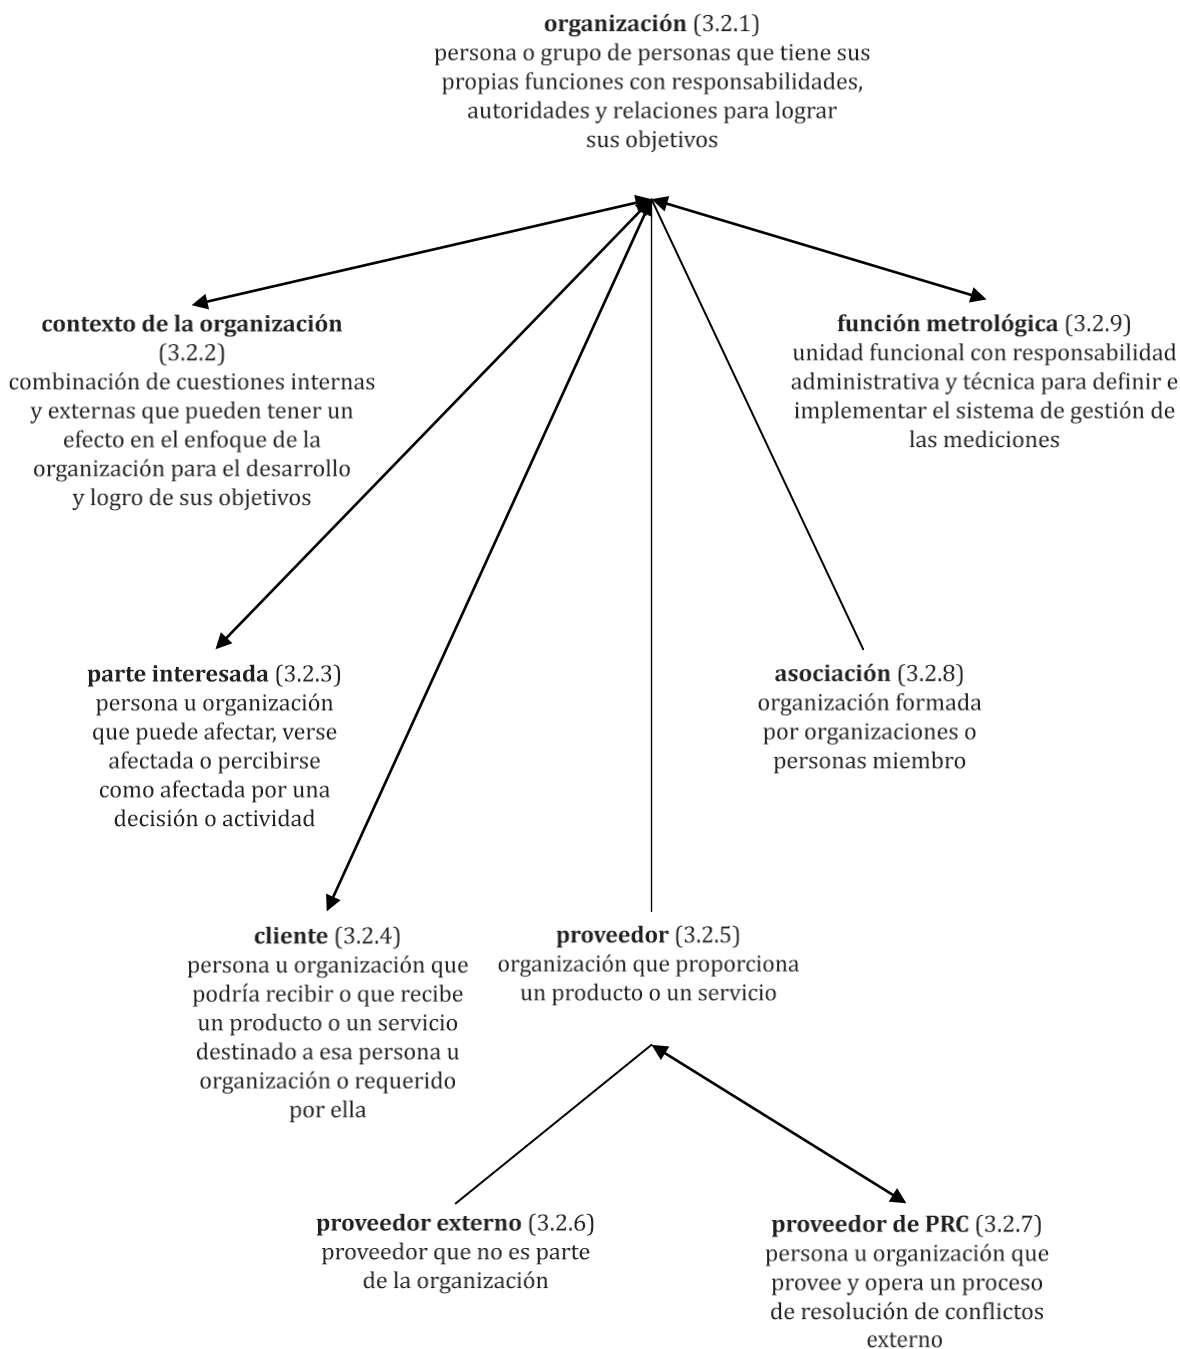 organización (3.2.1)
persona o grupo de personas que tiene sus
propias funciones con responsabilidades,
autoridades y relaciones para lograr
sus objetivos
contexto de la organización
(3.2.2)
combinación de cuestiones internas
y externas que pueden tener un
efecto en el enfoque de la
organización para el desarrollo
y logro de sus objetivos
función metrológica (3.2.9)
unidad funcional con responsabilidad
administrativa y técnica para definir e
implementar el sistema de gestión de
las mediciones
parte interesada (3.2.3)
persona u organización
que puede afectar, verse
afectada o percibirse
como afectada por una
decisión o actividad
asociación (3.2.8)
organización formada
por organizaciones o
personas miembro
cliente (3.2.4)
persona u organización que
podría recibir o que recibe
un producto o un servicio
destinado a esa persona u
organización o requerido
por ella
proveedor (3.2.5)
organización que proporciona
un producto o un servicio
proveedor externo (3.2.6)
proveedor que no es parte
de la organización
proveedor de PRC (3.2.7)
persona u organización que
provee y opera un proceso
de resolución de conflictos
externo